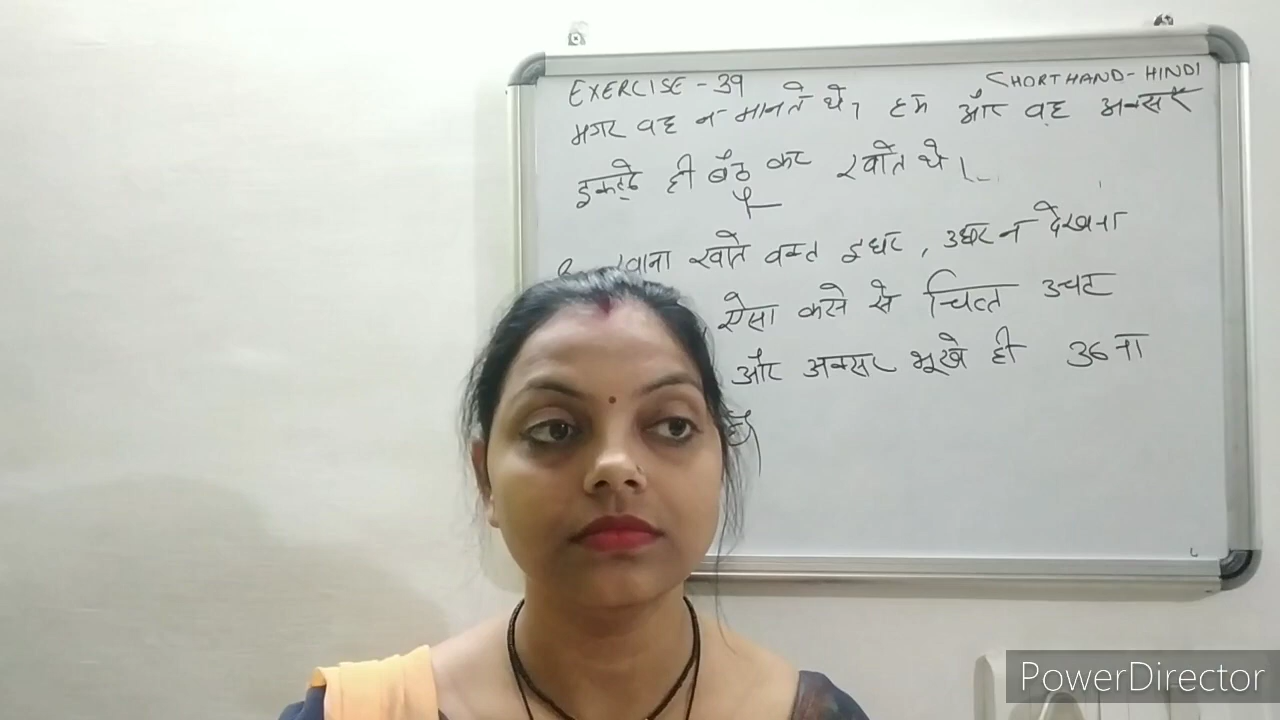 EXERCISE - 39
SHORTHAND - HINDI
मगर वह न मानते थे, हम और वह अक्सर
इकट्ठे ही बैठ कर खाते थे।
खाना खाते वक्त इधर, उधर न देखना
ऐसा करने से चित्त उचट
और अक्सर भूखे ही उठना
है।
PowerDirector